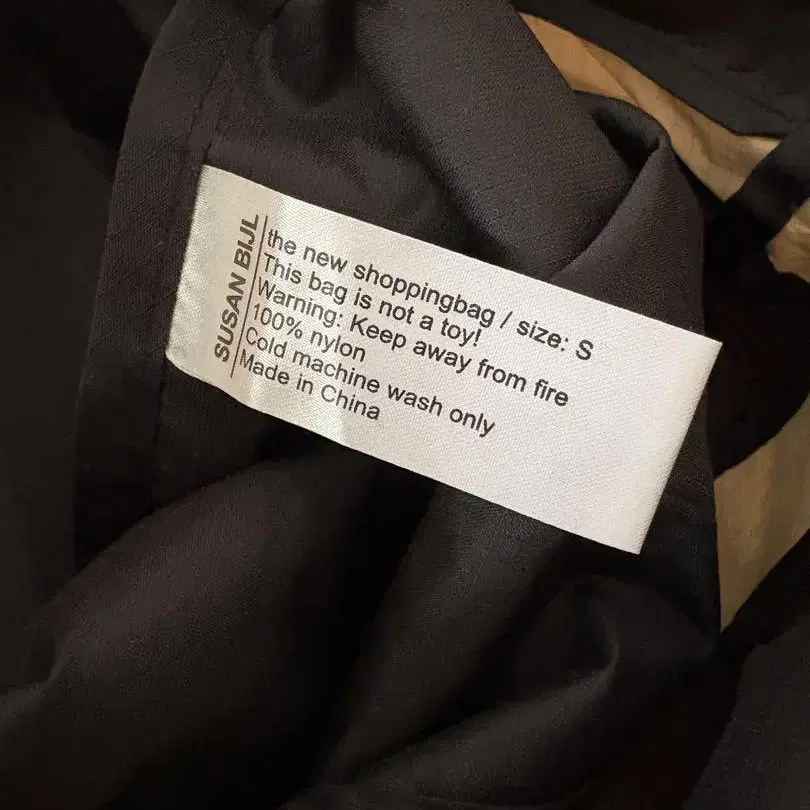 SUSAN BIJL
the new shoppingbag / size: S
This bag is not a toy!
Warning: Keep away from fire
100% nylon
Cold machine wash only
Made in China